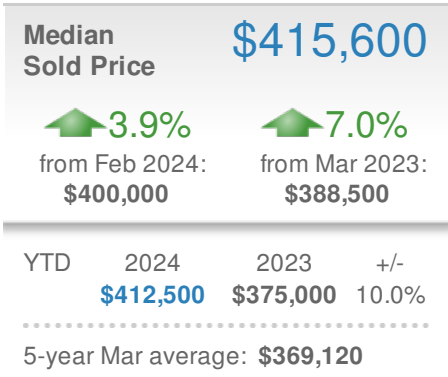 Median
Sold Price
$415,600
3.9%
7.0%
from Feb 2024:
from Mar 2023:
$400,000
$388,500
YTD 2024 2023 +/-
$412,500 $375,000 10.0%
5-year Mar average: $369,120